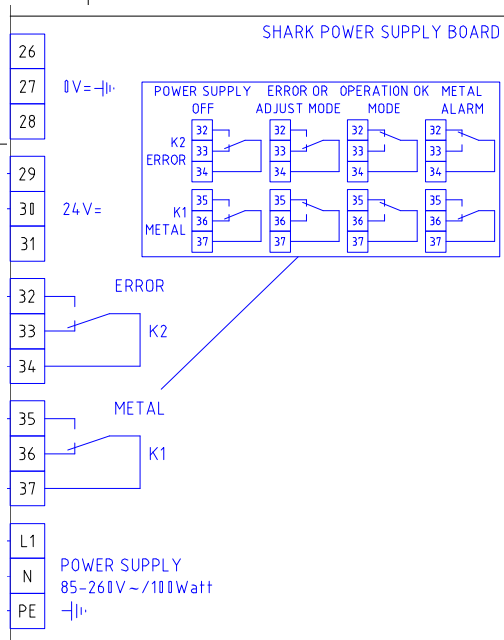 SHARK POWER SUPPLY BOARD
26
27 0V=
28
POWER SUPPLY OFF
ERROR OR ADJUST MODE
OPERATION OK MODE
METAL ALARM
K2 ERROR
32 32 32 32
33 33 33 33
34 34 34 34
K1 METAL
35 35 35 35
36 36 36 36
37 37 37 37
29
30 24V=
31
ERROR
32
33 K2
34
METAL
35
36 K1
37
L1
N
PE
POWER SUPPLY
85-260V~/100Watt